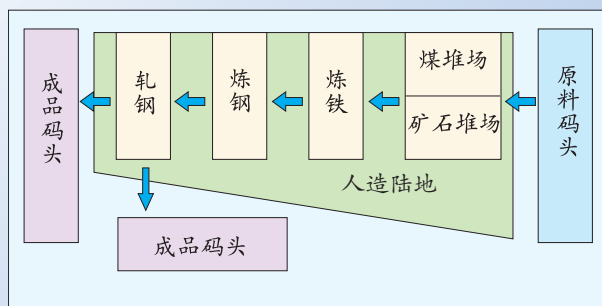 成品码头
轧钢
炼钢
炼铁
煤堆场
矿石堆场
原料码头
人造陆地
成品码头